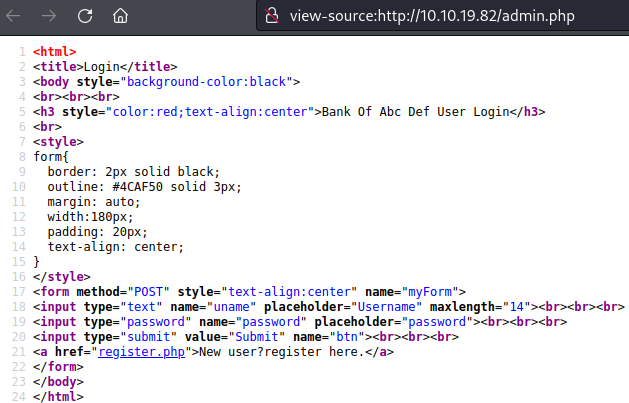 view-source:http://10.10.19.82/admin.php
1 <html>
2 <title>Login</title>
3 <body style="background-color:black">
4 <br><br><br>
5 <h3 style="color:red;text-align:center">Bank Of Abc Def User Login</h3>
6 <br>
7 <style>
8 form{
9   border: 2px solid black;
10   outline: #4CAF50 solid 3px;
11   margin: auto;
12   width:180px;
13   padding: 20px;
14   text-align: center;
15 }
16 </style>
17 <form method="POST" style="text-align:center" name="myForm">
18 <input type="text" name="uname" placeholder="Username" maxlength="14"><br><br><br>
19 <input type="password" name="password" placeholder="password"><br><br><br>
20 <input type="submit" value="Submit" name="btn"><br><br><br>
21 <a href="register.php">New user?register here.</a>
22 </form>
23 </body>
24 </html>